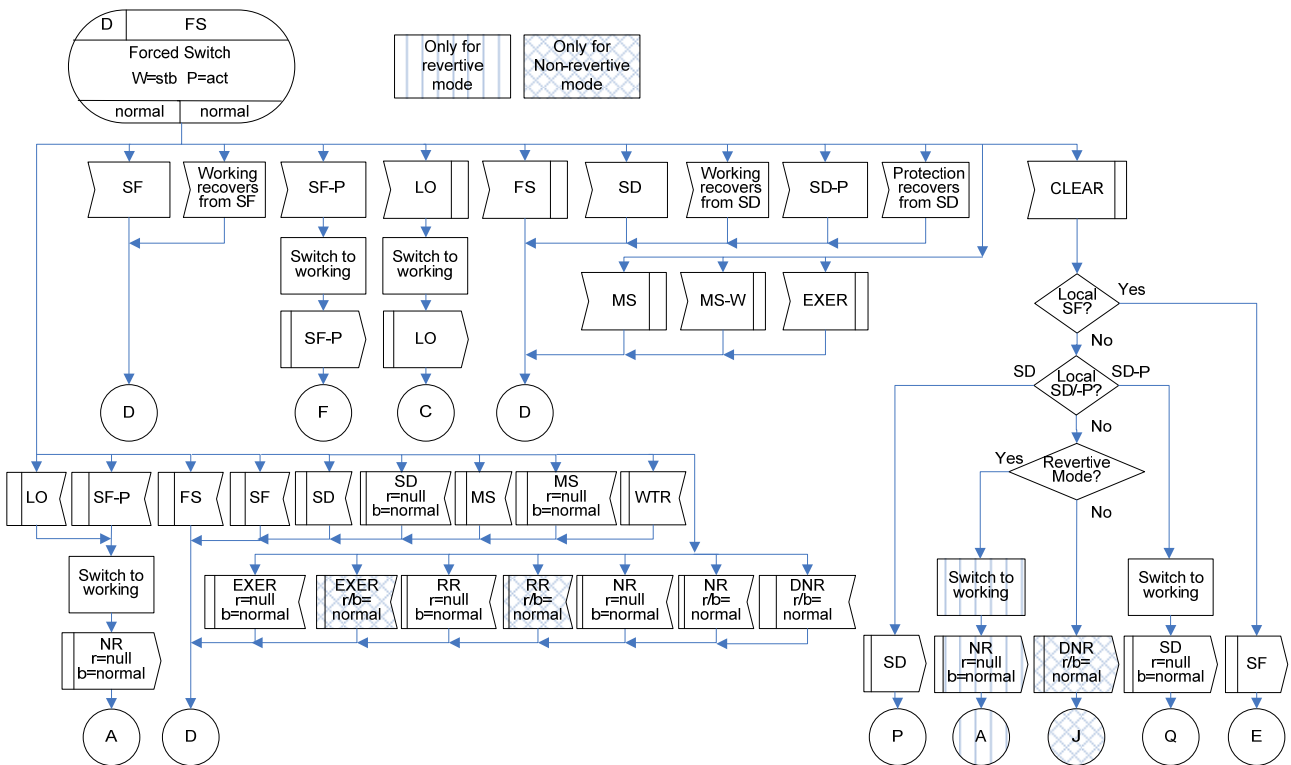 D FS
Forced Switch
W=stb P=act
normal normal
Only for
revertive
mode
Only for
Non-revertive
mode
SF
Working
recovers
from SF
SF-P
LO
FS
SD
Working
recovers
from SD
SD-P
Protection
recovers
from SD
CLEAR
Switch to
working
Switch to
working
MS
MS-W
EXER
SF-P
LO
Local
SF?
Yes
No
D
F
C
D
SD
Local
SD/-P?
SD-P
No
Yes
Revertive
Mode?
No
LO
SF-P
FS
SF
SD
SD
r=null
b=normal
MS
MS
r=null
b=normal
WTR
Switch to
working
EXER
r=null
b=normal
EXER
r/b=
normal
RR
r=null
b=normal
RR
r/b=
normal
NR
r=null
b=normal
NR
r/b=
normal
DNR
r/b=
normal
Switch to
working
Switch to
working
NR
r=null
b=normal
SD
NR
r=null
b=normal
DNR
r/b=
normal
SD
r=null
b=normal
SF
A
D
P
A
J
Q
E